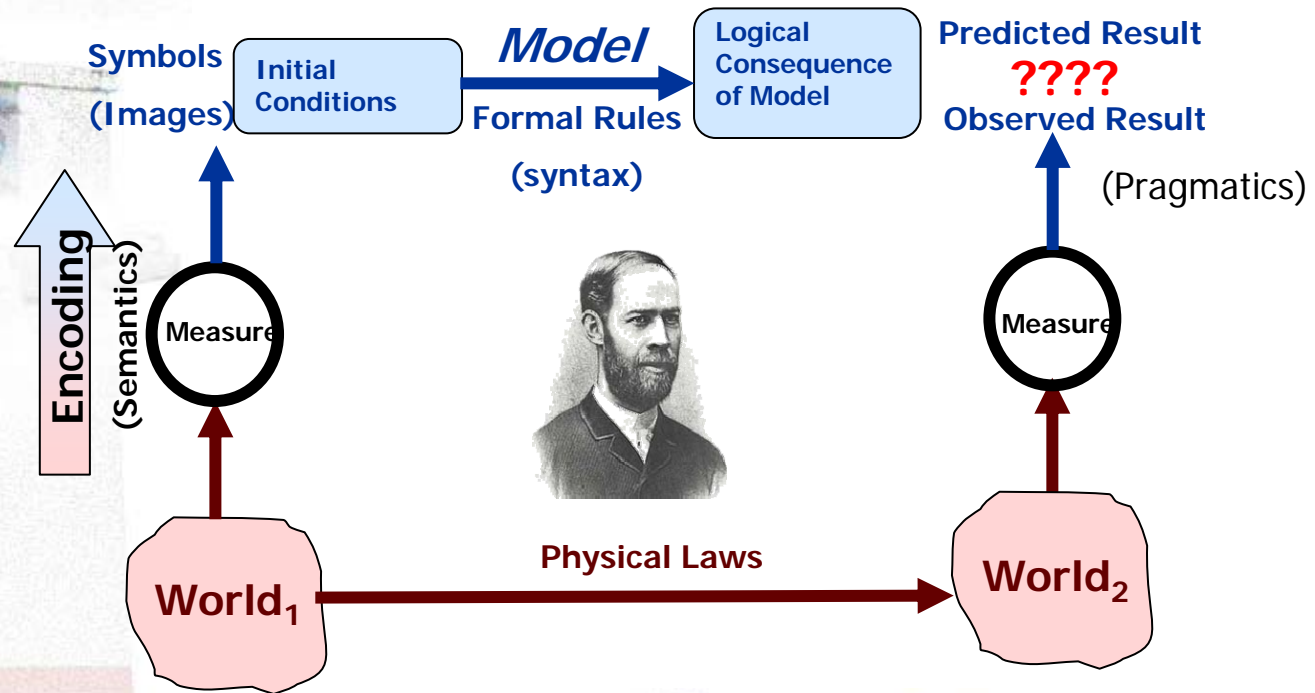 Symbols
(Images)
Initial
Conditions
Model
Formal Rules
(syntax)
Logical
Consequence
of Model
Predicted Result
????
Observed Result
(Pragmatics)
Encoding
(Semantics)
Measure
Measure
World₁
Physical Laws
World₂